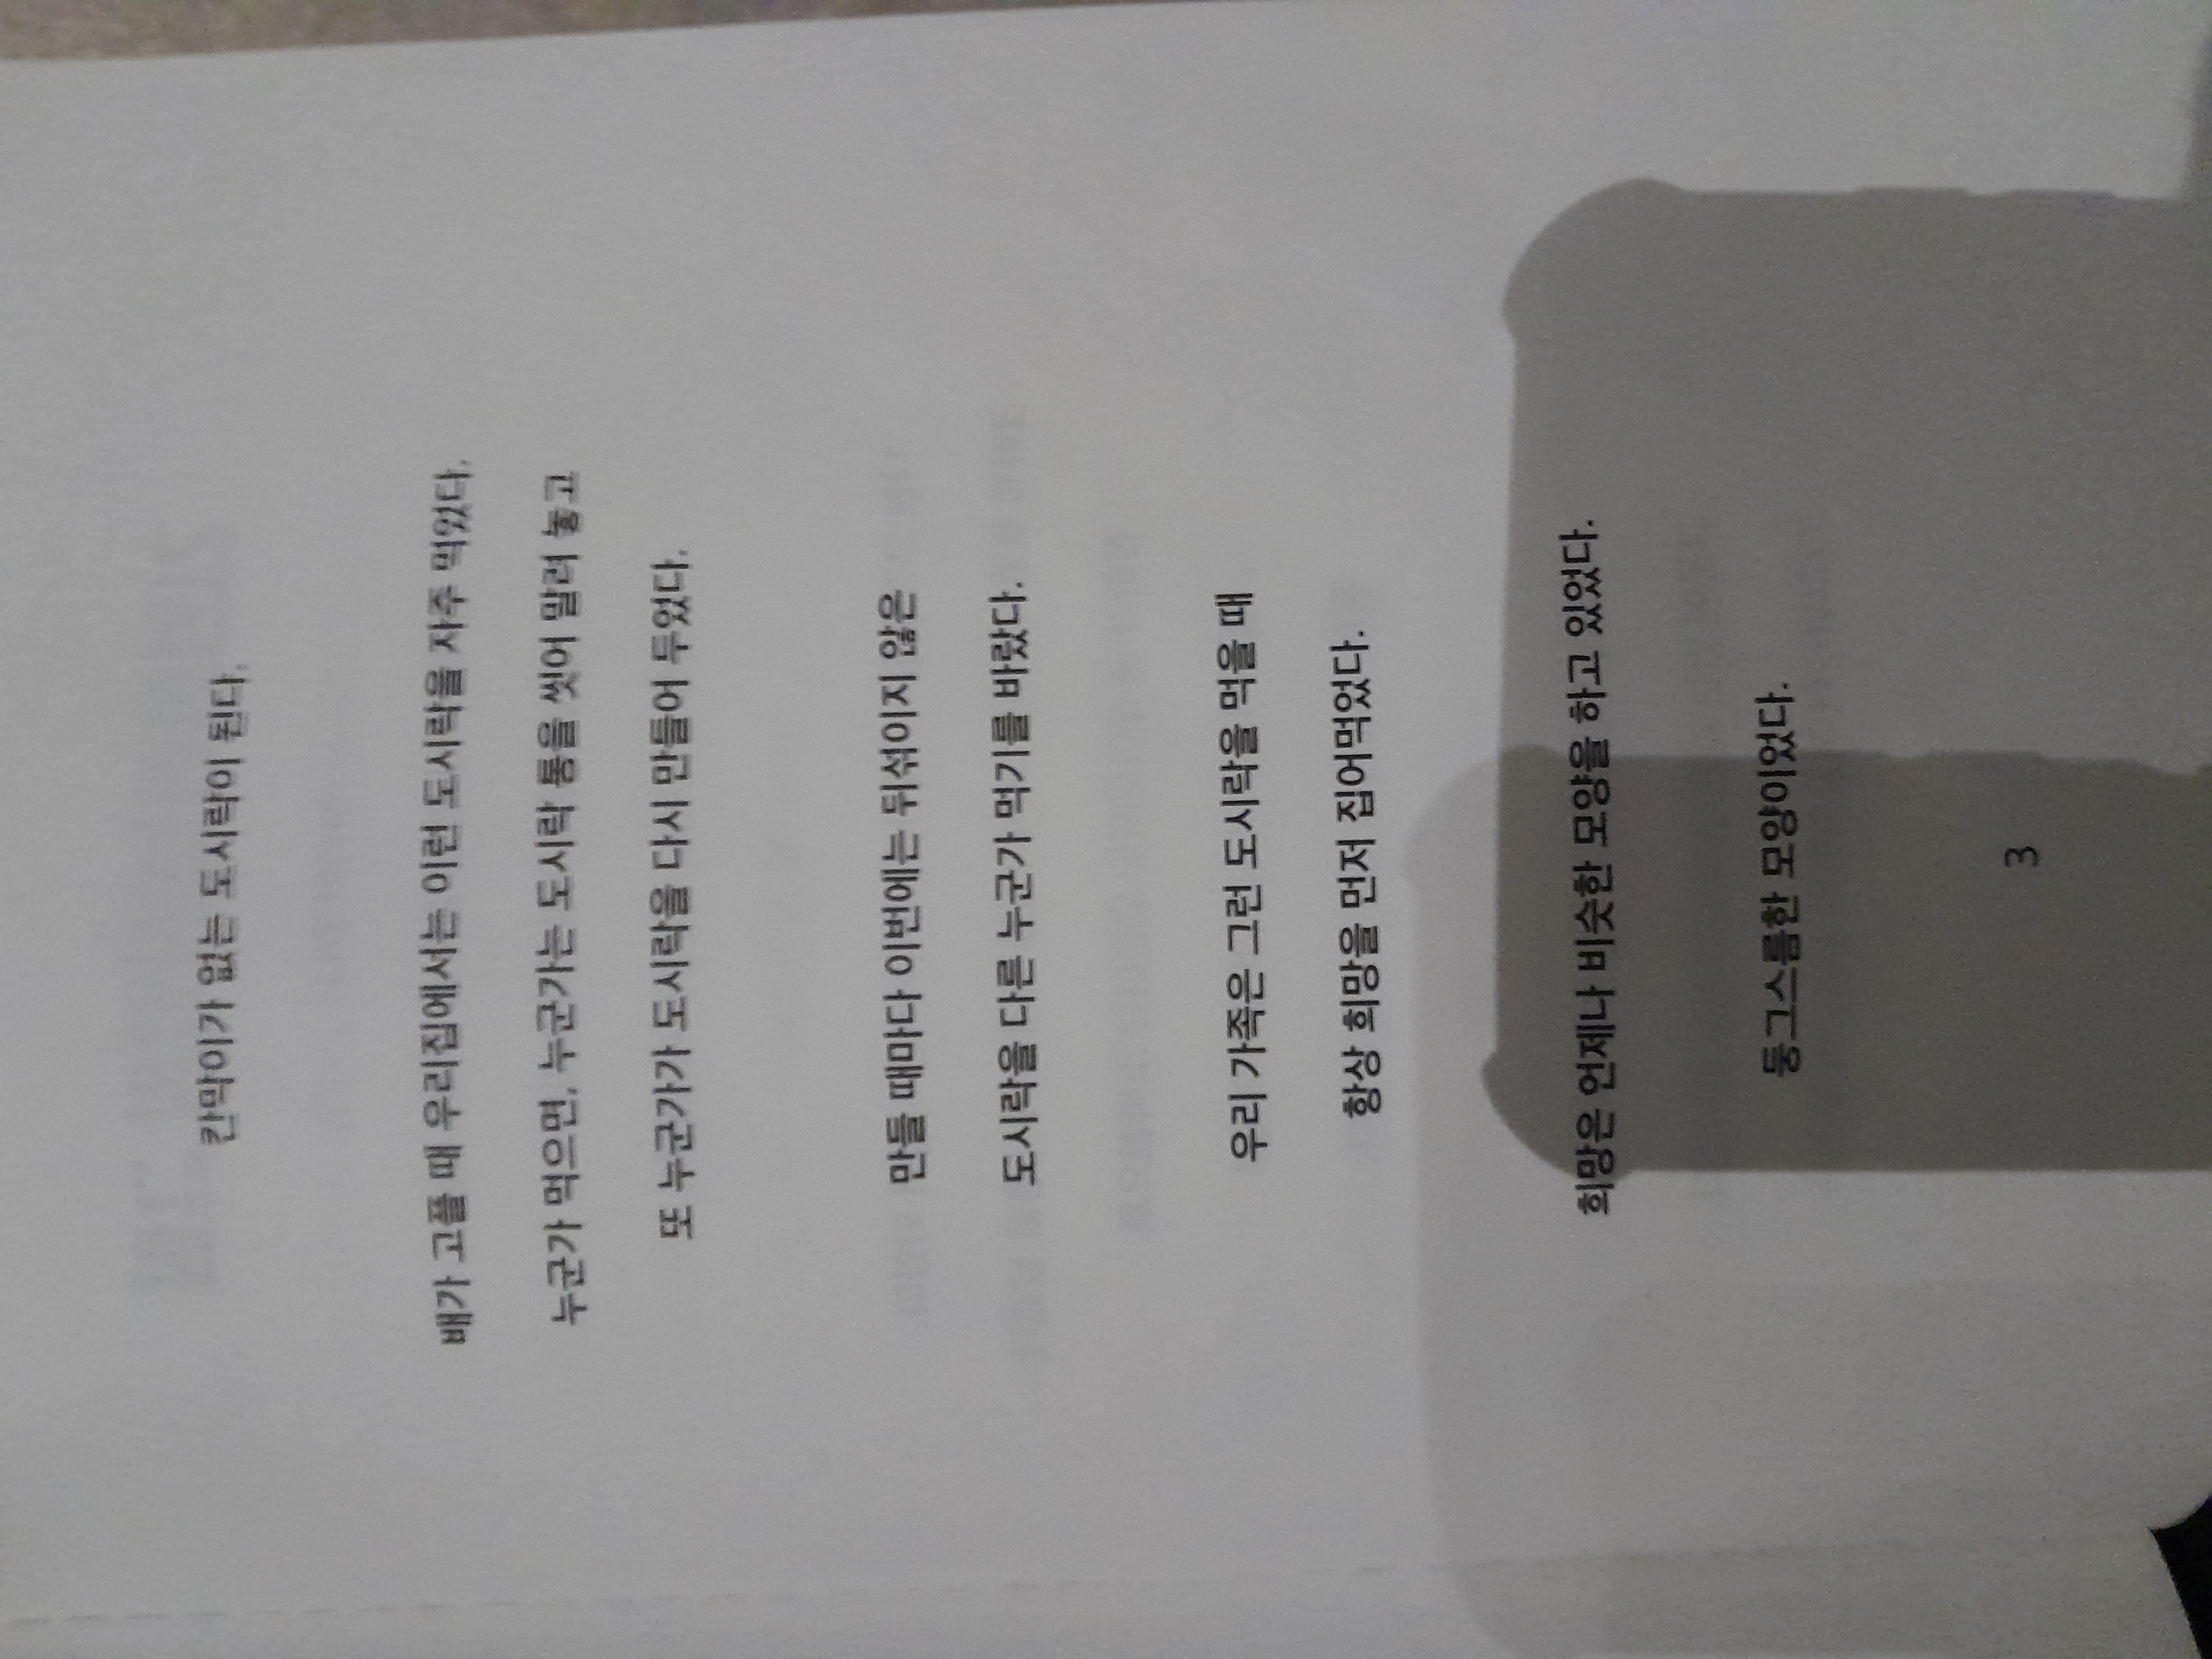 칸막이가 없는 도시락이 된다.
배가 고플 때 우리집에서는 이런 도시락을 자주 먹었다.
누군가 먹으면, 누군가는 도시락 통을 씻어 말려 놓고
또 누군가가 도시락을 다시 만들어 두었다.
만들 때마다 이번에는 뒤섞이지 않은
도시락을 다른 누군가 먹기를 바랐다.
우리 가족은 그런 도시락을 먹을 때
항상 희망을 먼저 집어먹었다.
희망은 언제나 비슷한 모양을 하고 있었다.
둥그스름한 모양이었다.
3